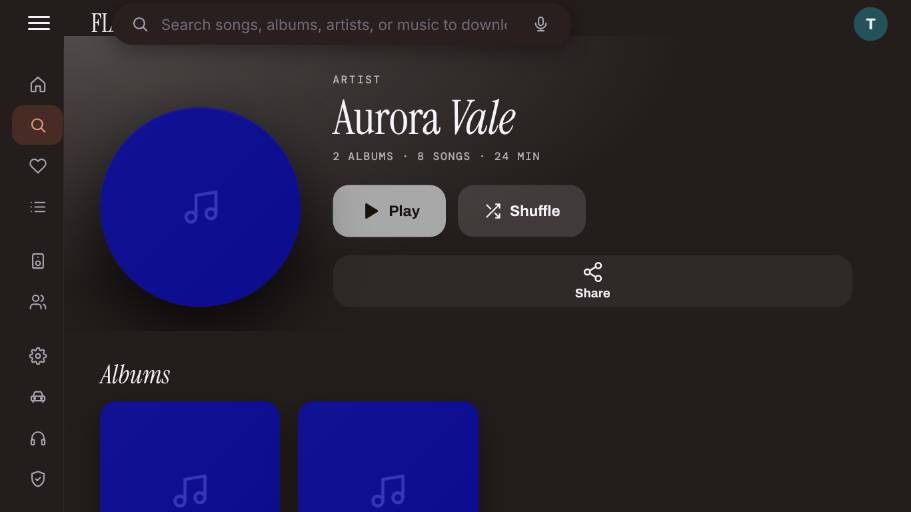 FL
Search songs, albums, artists, or music to downl
T
ARTIST
Aurora Vale
2 ALBUMS · 8 SONGS · 24 MIN
Play
Shuffle
Share
Albums